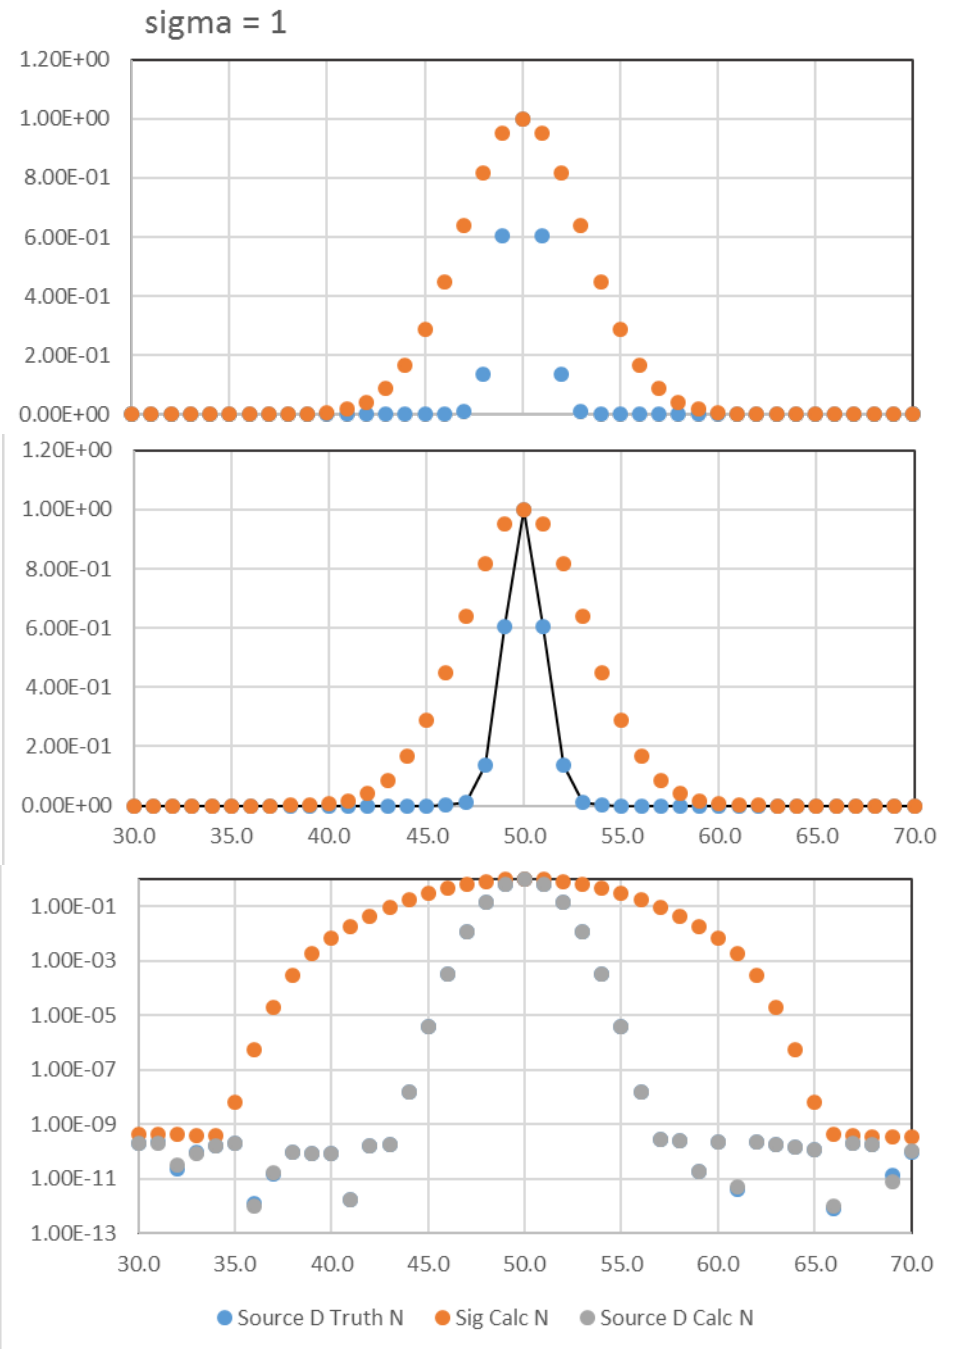 sigma = 1
1.20E+00
1.00E+00
8.00E-01
6.00E-01
4.00E-01
2.00E-01
0.00E+00
1.20E+00
1.00E+00
8.00E-01
6.00E-01
4.00E-01
2.00E-01
0.00E+00
30.0 35.0 40.0 45.0 50.0 55.0 60.0 65.0 70.0
1.00E-01
1.00E-03
1.00E-05
1.00E-07
1.00E-09
1.00E-11
1.00E-13
30.0 35.0 40.0 45.0 50.0 55.0 60.0 65.0 70.0
Source D Truth N Sig Calc N Source D Calc N